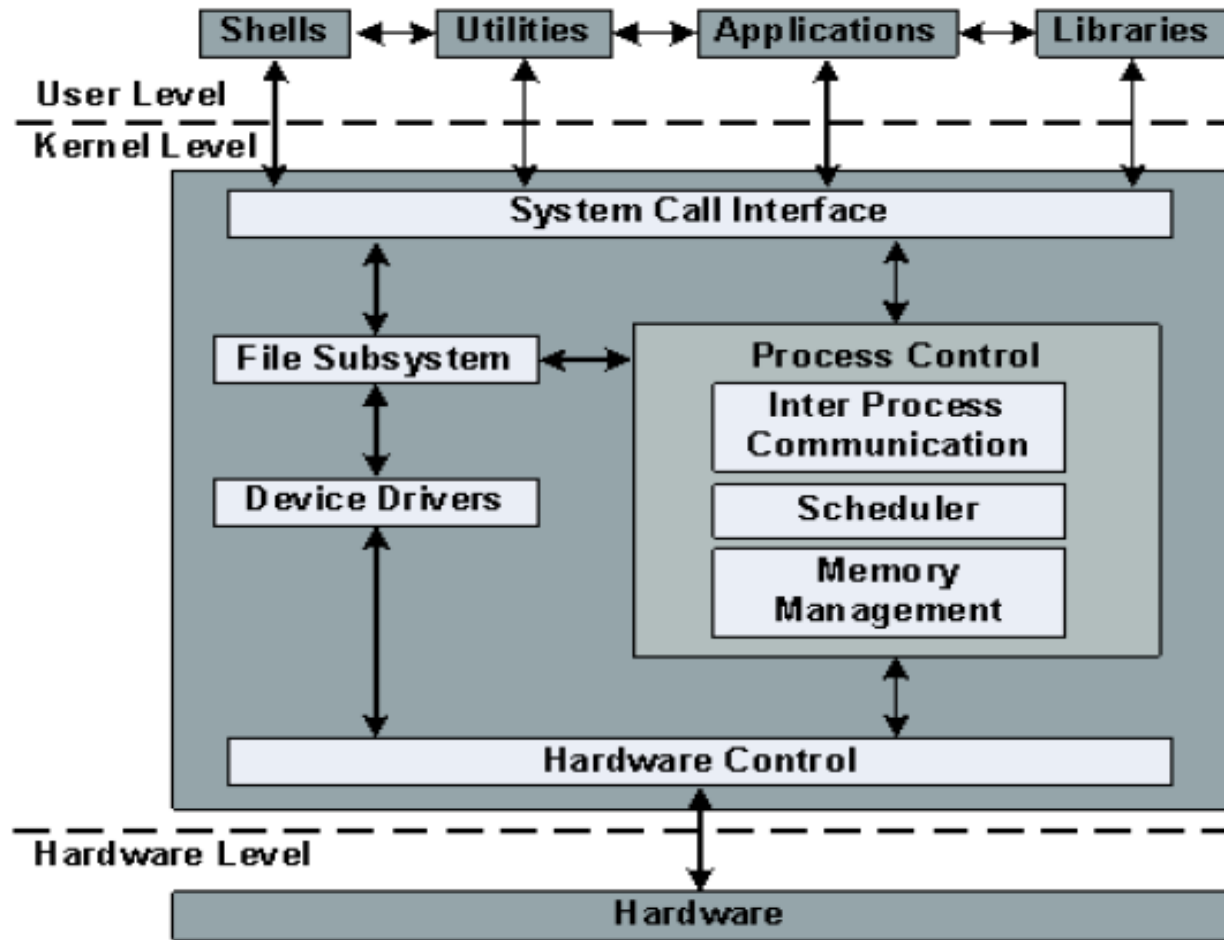 Shells
Utilities
Applications
Libraries
User Level
Kernel Level
System Call Interface
File Subsystem
Process Control
Inter Process
Communication
Device Drivers
Scheduler
Memory
Management
Hardware Control
Hardware Level
Hardware